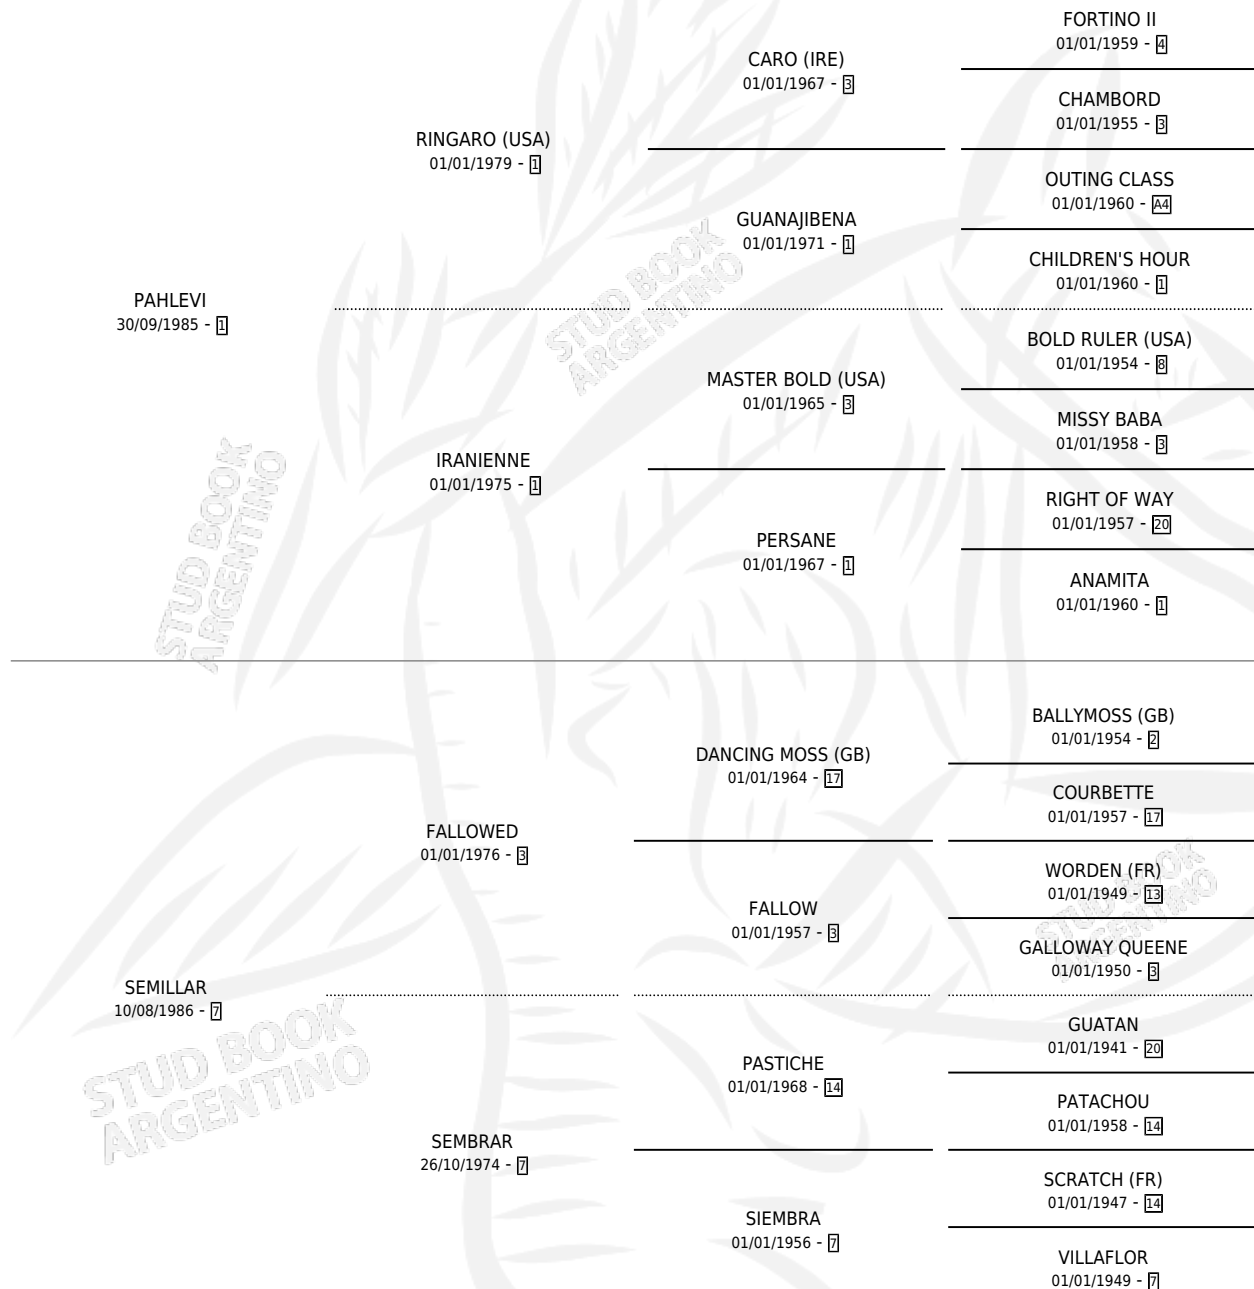 FORTINO II
01/01/1959 - 4
CARO (IRE)
01/01/1967 - 3
CHAMBORD
01/01/1955 - 3
RINGARO (USA)
01/01/1979 - 1
OUTING CLASS
01/01/1960 - A4
GUANAJIBENA
01/01/1971 - 1
CHILDREN'S HOUR
01/01/1960 - 1
PAHLEVI
30/09/1985 - 1
STUD BOOK
ARGENTINO
BOLD RULER (USA)
01/01/1954 - 8
MASTER BOLD (USA)
01/01/1965 - 3
MISSY BABA
01/01/1958 - 3
IRANIENNE
01/01/1975 - 1
RIGHT OF WAY
01/01/1957 - 20
PERSANE
01/01/1967 - 1
ANAMITA
01/01/1960 - 1
STUD BOOK
ARGENTINO
BALLYMOSS (GB)
01/01/1954 - 2
DANCING MOSS (GB)
01/01/1964 - 17
COURBETTE
01/01/1957 - 17
FALLOWED
01/01/1976 - 3
WORDEN (FR)
01/01/1949 - 13
FALLOW
01/01/1957 - 3
STUD BOOK
ARGENTINO
GALLOWAY QUEENE
01/01/1950 - 3
SEMILLAR
10/08/1986 - 7
STUD BOOK
ARGENTINO
GUATAN
01/01/1941 - 20
PASTICHE
01/01/1968 - 14
PATACHOU
01/01/1958 - 14
SEMBRAR
26/10/1974 - 7
SCRATCH (FR)
01/01/1947 - 14
SIEMBRA
01/01/1956 - 7
VILLAFLOR
01/01/1949 - 7